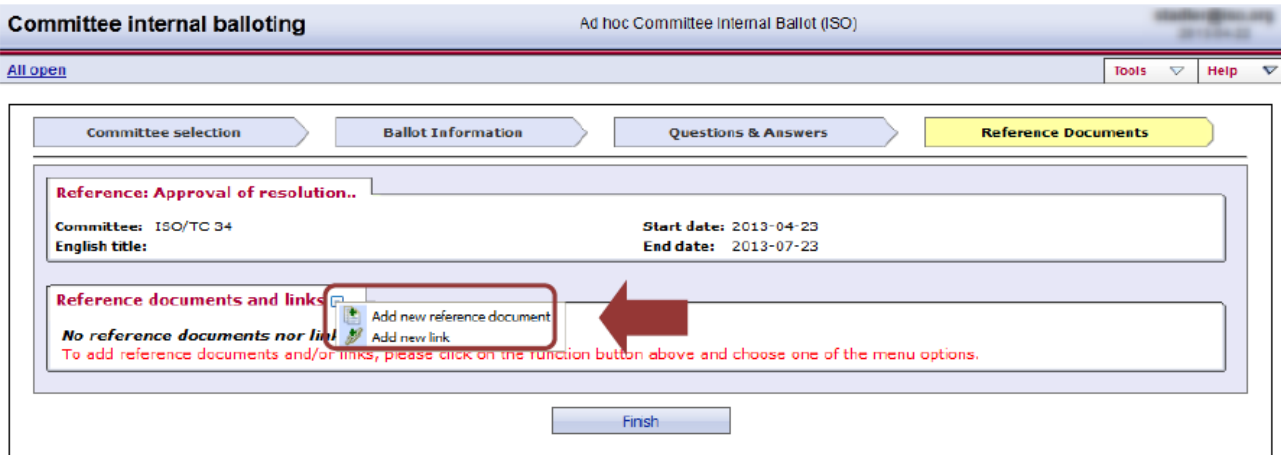 Committee internal balloting
Ad hoc Committee Internal Ballot (ISO)
All open
Tools
Help
Committee selection
Ballot Information
Questions & Answers
Reference Documents
Reference: Approval of resolution..
Committee: ISO/TC 34
Start date: 2013-04-23
English title:
End date: 2013-07-23
Reference documents and links
Add new reference document
No reference documents nor
Add new link
To add reference documents and/or links, please click on the function button above and choose one of the menu options.
Finish